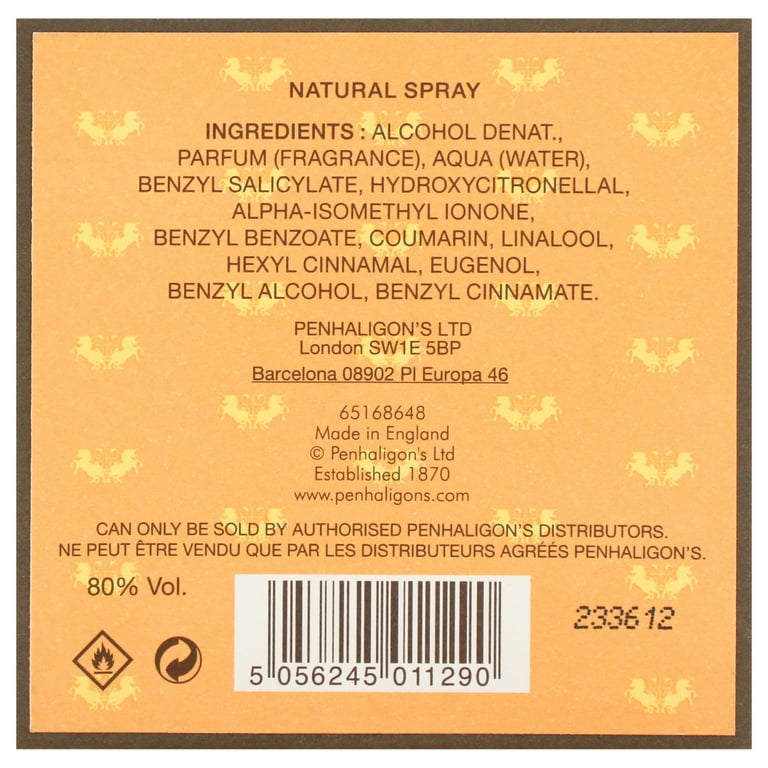 NATURAL SPRAY
INGREDIENTS : ALCOHOL DENAT.,
PARFUM (FRAGRANCE), AQUA (WATER),
BENZYL SALICYLATE, HYDROXYCITRONELLAL,
ALPHA-ISOMETHYL IONONE,
BENZYL BENZOATE, COUMARIN, LINALOOL,
HEXYL CINNAMAL, EUGENOL,
BENZYL ALCOHOL, BENZYL CINNAMATE.
PENHALIGON'S LTD
London SW1E 5BP
Barcelona 08902 Pl Europa 46
65168648
Made in England
© Penhaligon's Ltd
Established 1870
www.penhaligons.com
CAN ONLY BE SOLD BY AUTHORISED PENHALIGON'S DISTRIBUTORS.
NE PEUT ÊTRE VENDU QUE PAR LES DISTRIBUTEURS AGRÉÉS PENHALIGON'S.
80% Vol.
233612
5 056245 011290